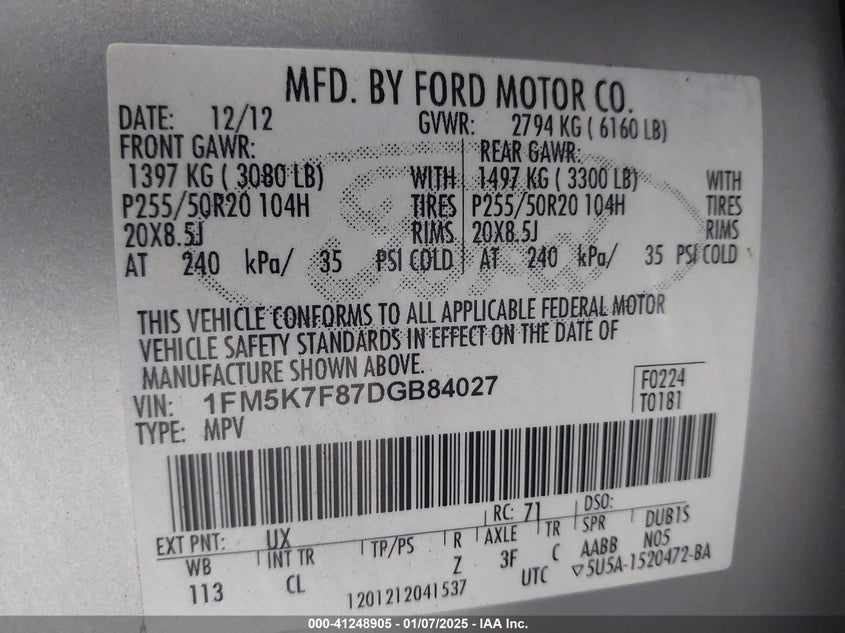 MFD. BY FORD MOTOR CO.
DATE: 12/12 GVWR: 2794 KG ( 6160 LB)
FRONT GAWR: REAR GAWR:
1397 KG ( 3080 LB) WITH 1497 KG ( 3300 LB) WITH
P255/50R20 104H TIRES P255/50R20 104H TIRES
20X8.5J RIMS 20X8.5J RIMS
AT 240 kPa/ 35 PSI COLD AT 240 kPa/ 35 PSI COLD
Ford
THIS VEHICLE CONFORMS TO ALL APPLICABLE FEDERAL MOTOR
VEHICLE SAFETY STANDARDS IN EFFECT ON THE DATE OF
MANUFACTURE SHOWN ABOVE.
VIN: 1FM5K7F87DGB84027 F0224
TYPE: MPV T0181
EXT PNT: UX RC: 71 DSO:
WB INT TR TP/PS R AXLE TR SPR DUB1S
113 CL Z 3F C AABB N05
1201212041537 UTC ▽5U5A-1520472-BA
000-41248905 - 01/07/2025 - IAA Inc.